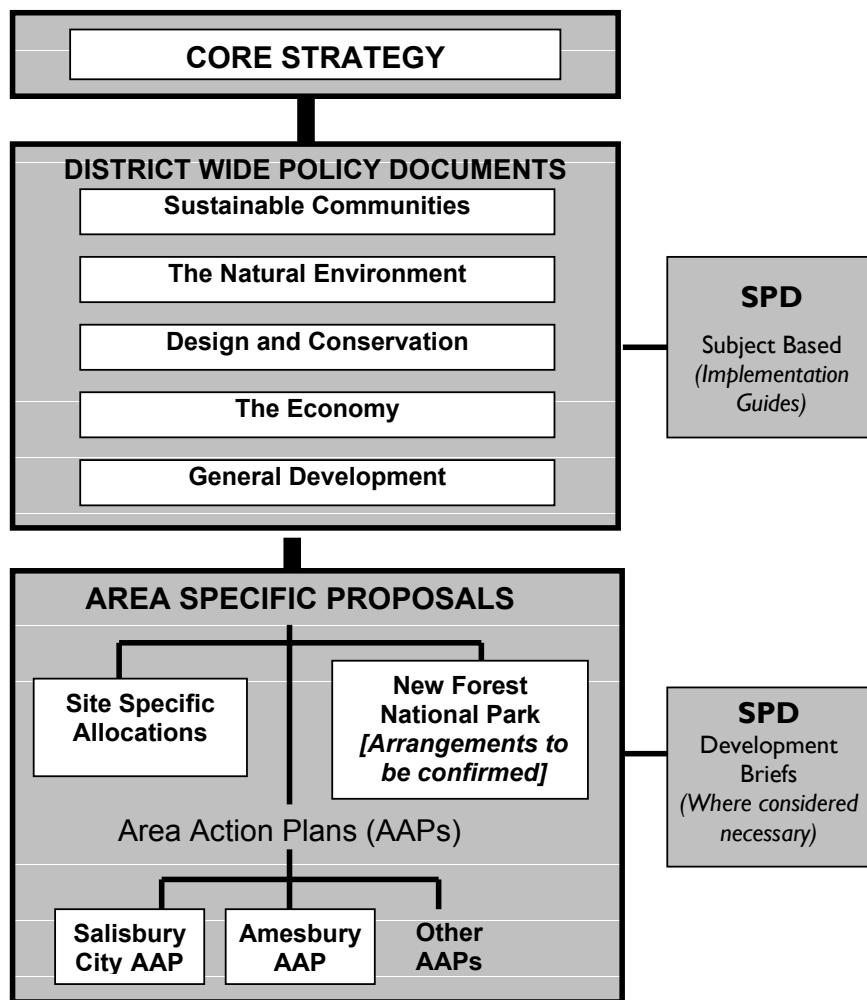 CORE STRATEGY
DISTRICT WIDE POLICY DOCUMENTS
Sustainable Communities
The Natural Environment
Design and Conservation
The Economy
General Development
SPD
Subject Based
(Implementation
Guides)
AREA SPECIFIC PROPOSALS
Site Specific
Allocations
New Forest
National Park
[Arrangements to
be confirmed]
SPD
Development
Briefs
(Where considered
necessary)
Area Action Plans (AAPs)
Salisbury
City AAP
Amesbury
AAP
Other
AAPs